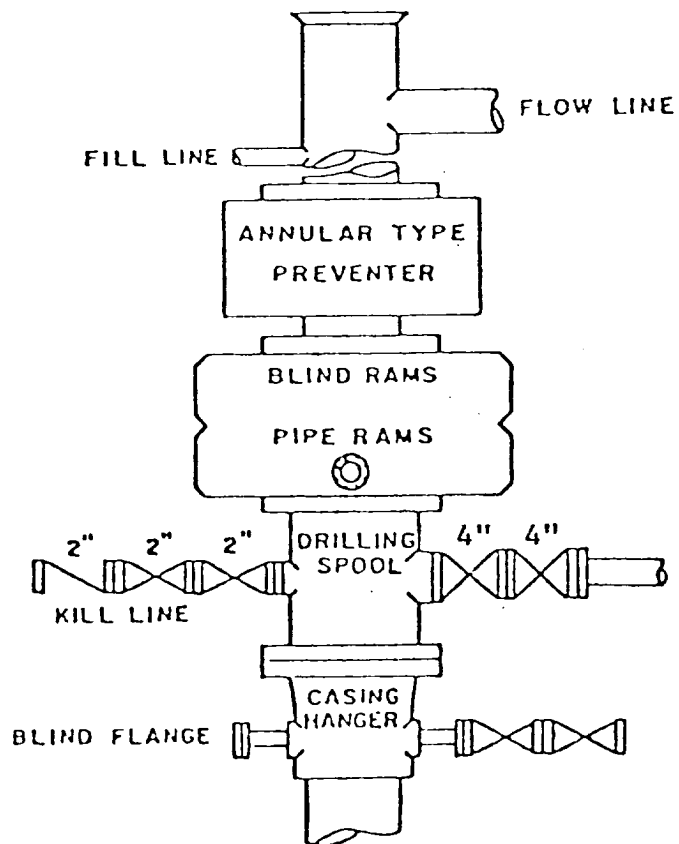 FLOW LINE
FILL LINE
ANNULAR TYPE
PREVENTER
BLIND RAMS
PIPE RAMS
2" 2" 2"
DRILLING
SPOOL
4" 4"
KILL LINE
CASING
HANGER
BLIND FLANGE